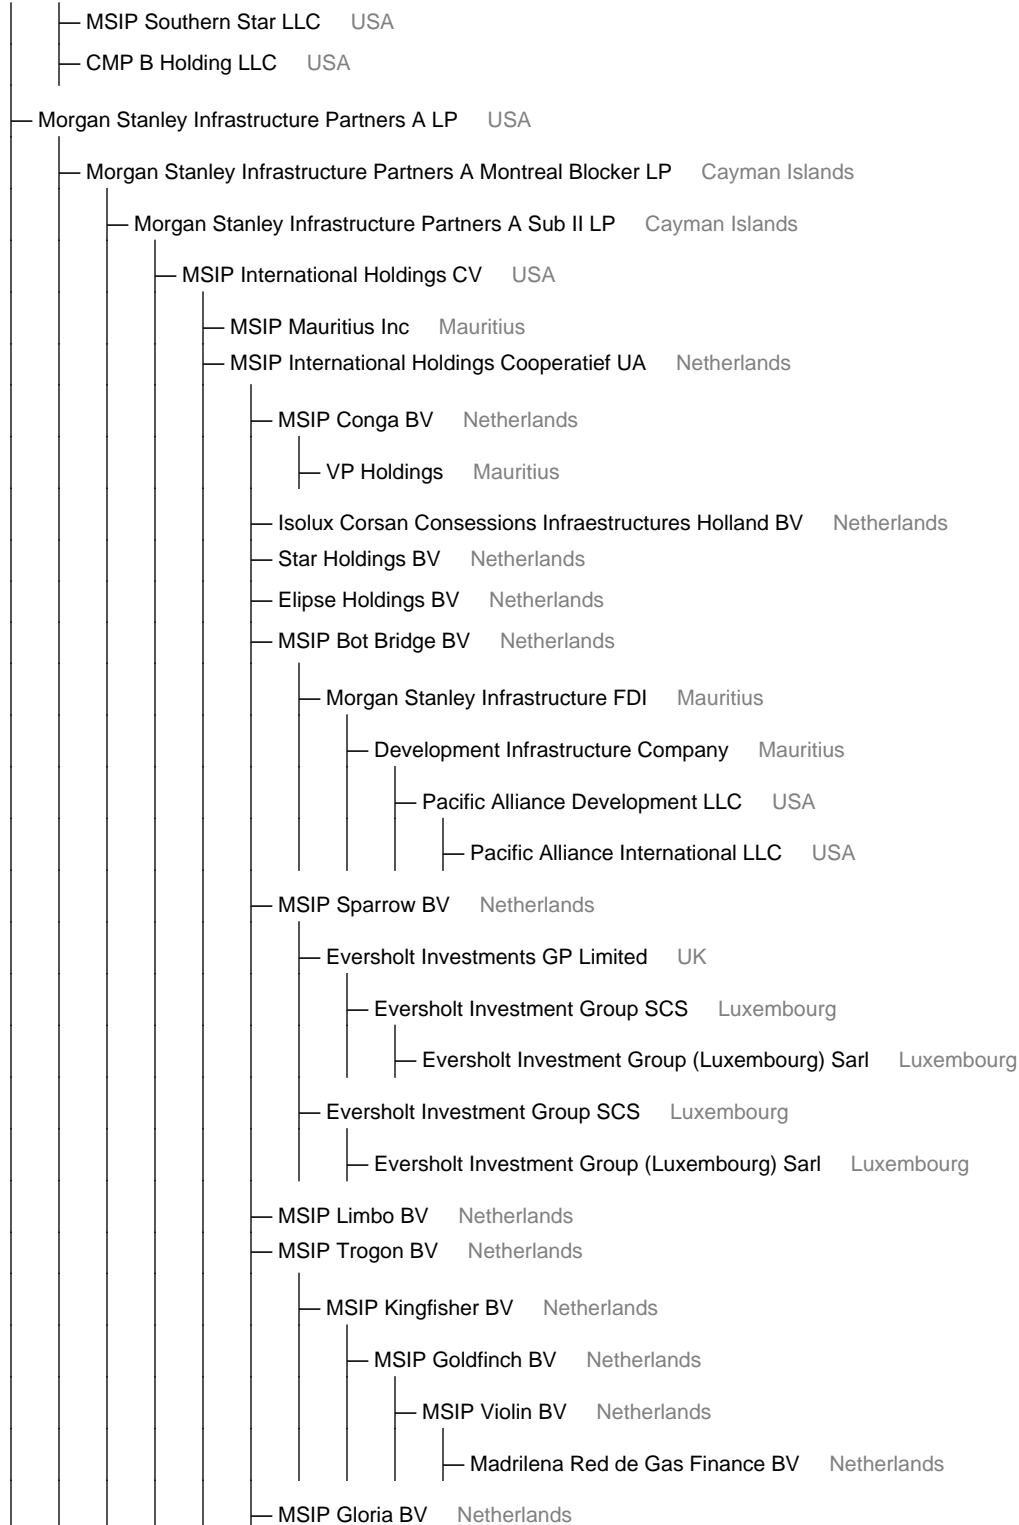 MSIP Southern Star LLC USA
CMP B Holding LLC USA
Morgan Stanley Infrastructure Partners A LP USA
Morgan Stanley Infrastructure Partners A Montreal Blocker LP Cayman Islands
Morgan Stanley Infrastructure Partners A Sub II LP Cayman Islands
MSIP International Holdings CV USA
MSIP Mauritius Inc Mauritius
MSIP International Holdings Cooperatief UA Netherlands
MSIP Conga BV Netherlands
VP Holdings Mauritius
Isolux Corsan Consessions Infraestructures Holland BV Netherlands
Star Holdings BV Netherlands
Elipse Holdings BV Netherlands
MSIP Bot Bridge BV Netherlands
Morgan Stanley Infrastructure FDI Mauritius
Development Infrastructure Company Mauritius
Pacific Alliance Development LLC USA
Pacific Alliance International LLC USA
MSIP Sparrow BV Netherlands
Eversholt Investments GP Limited UK
Eversholt Investment Group SCS Luxembourg
Eversholt Investment Group (Luxembourg) Sarl Luxembourg
Eversholt Investment Group SCS Luxembourg
Eversholt Investment Group (Luxembourg) Sarl Luxembourg
MSIP Limbo BV Netherlands
MSIP Trogon BV Netherlands
MSIP Kingfisher BV Netherlands
MSIP Goldfinch BV Netherlands
MSIP Violin BV Netherlands
Madrilena Red de Gas Finance BV Netherlands
MSIP Gloria BV Netherlands